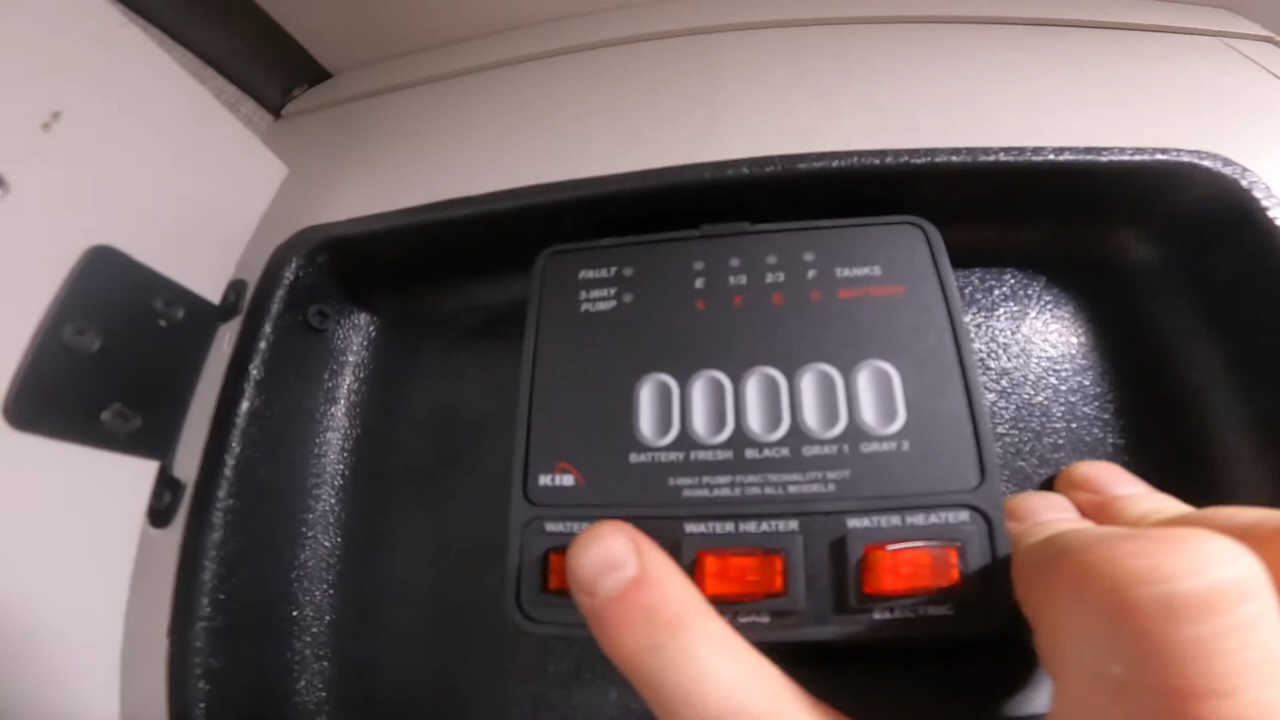 FAULT
3-WAY
PUMP
E 1/3 2/3 F TANKS
L F G C BATTERY
BATTERY FRESH BLACK GRAY 1 GRAY 2
KIB
3-WAY PUMP FUNCTIONALITY NOT
AVAILABLE ON ALL MODELS
WATER WATER HEATER WATER HEATER
GAS ELECTRIC